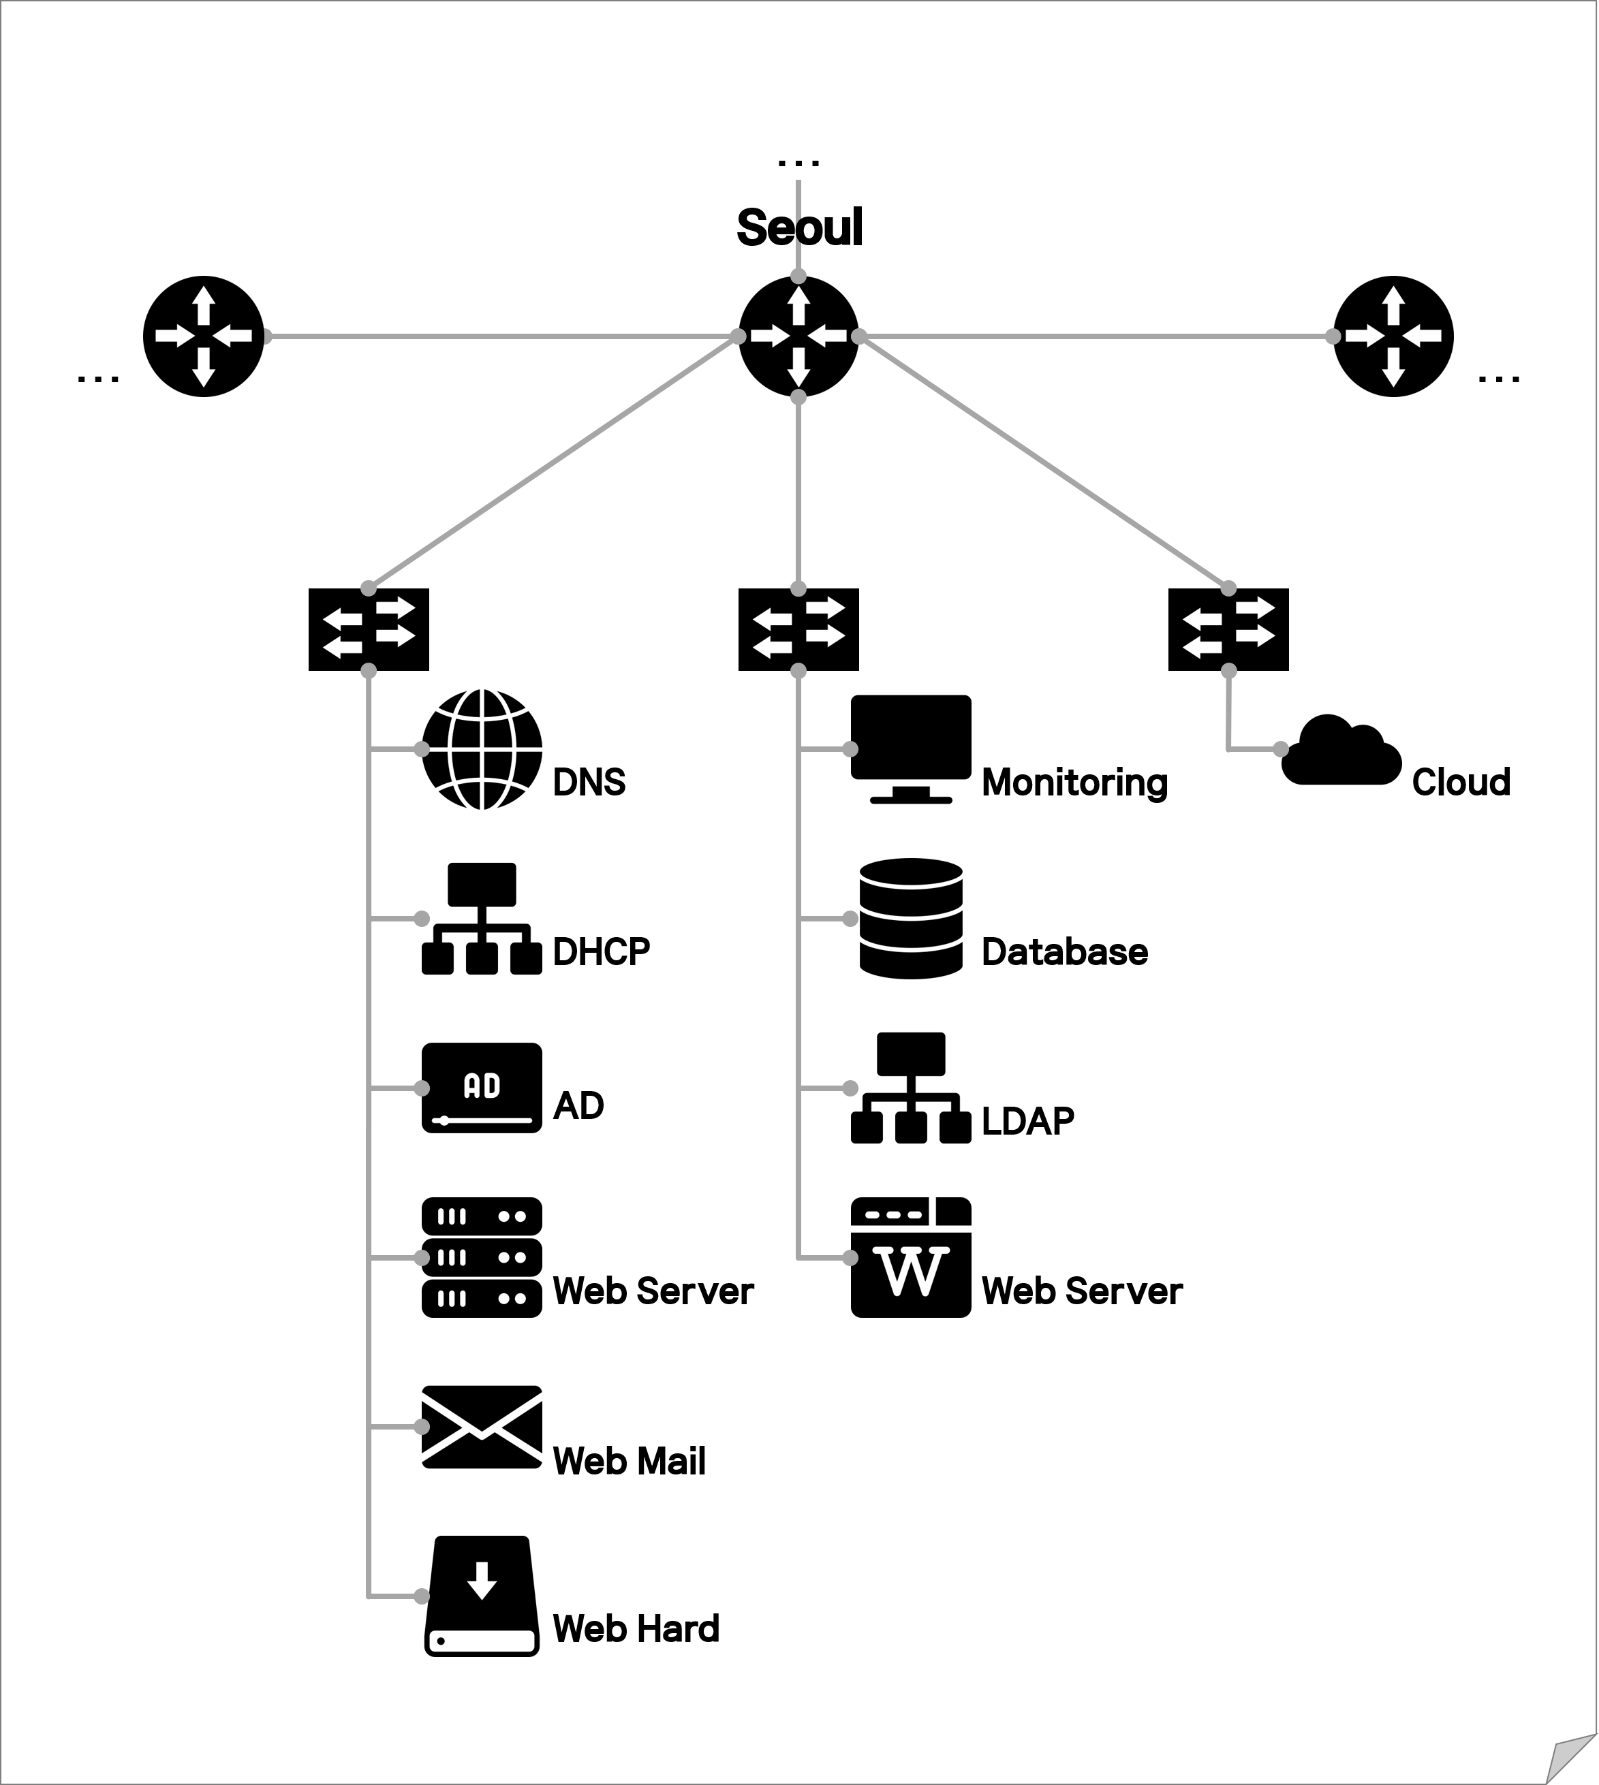 ...
Seoul
...
...
DNS
Monitoring
Cloud
DHCP
Database
AD
AD
LDAP
Web Server
W
Web Server
Web Mail
Web Hard